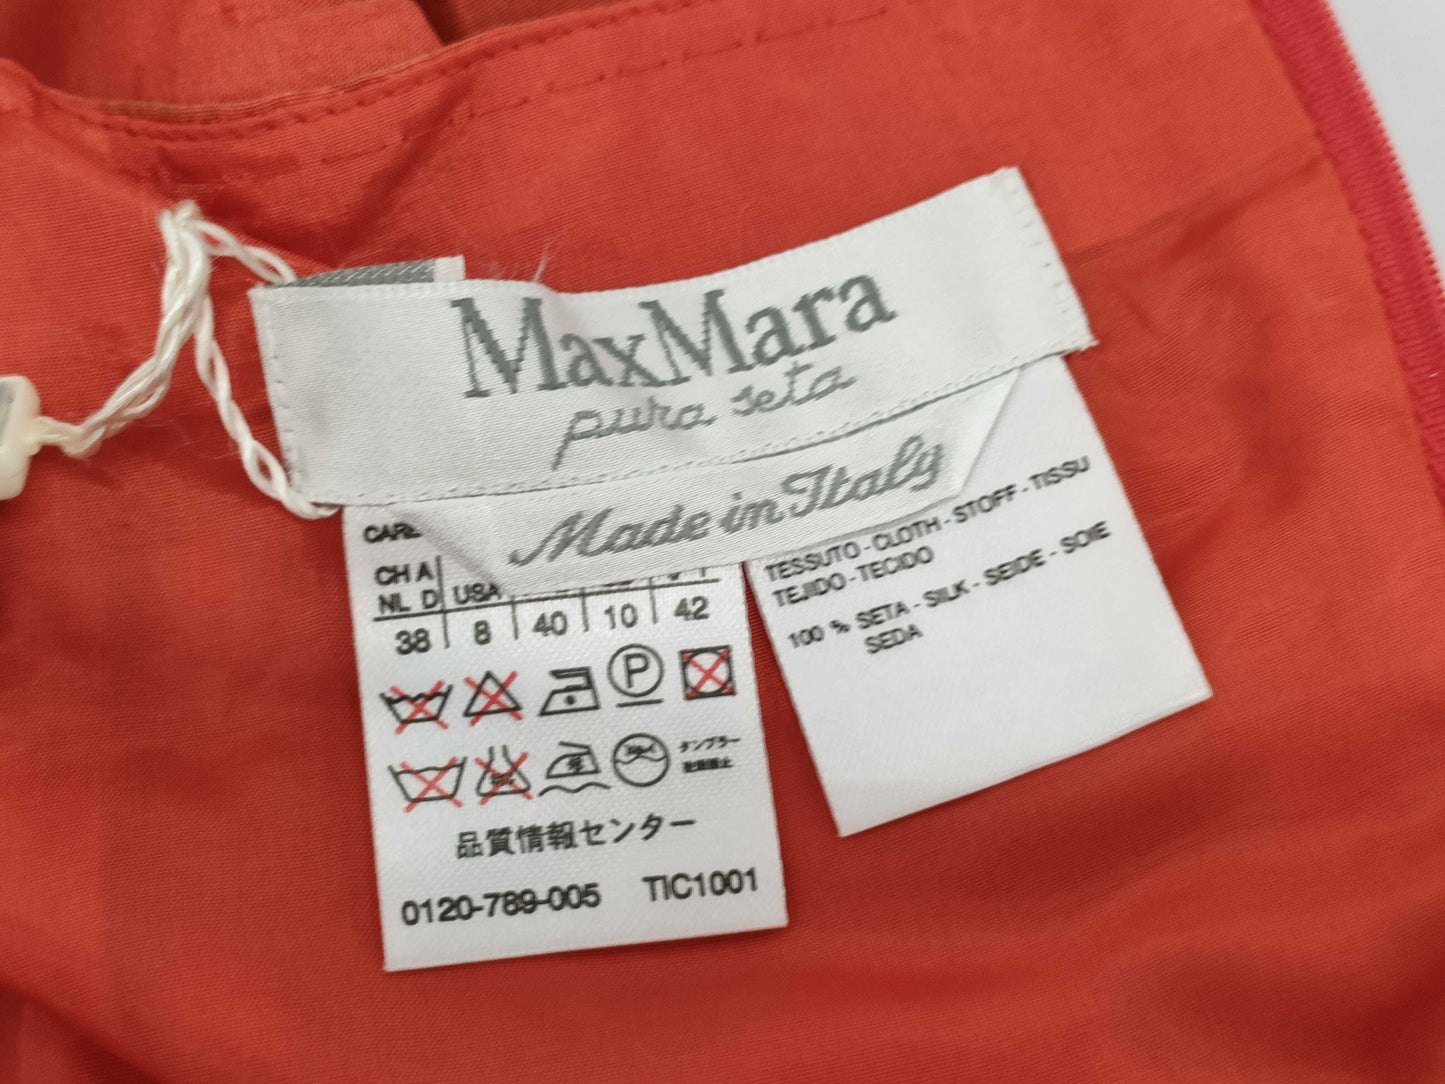 MaxMara
pura seta
Made in Italy
CARE
CH A
NL D USA
38 8 40 10 42
P
タンブラー
乾燥禁止
品質情報センター
0120-789-005 TIC1001
TESSUTO - CLOTH - STOFF - TISSU
TEJIDO - TECIDO
100 % SETA - SILK - SEIDE - SOIE
SEDA